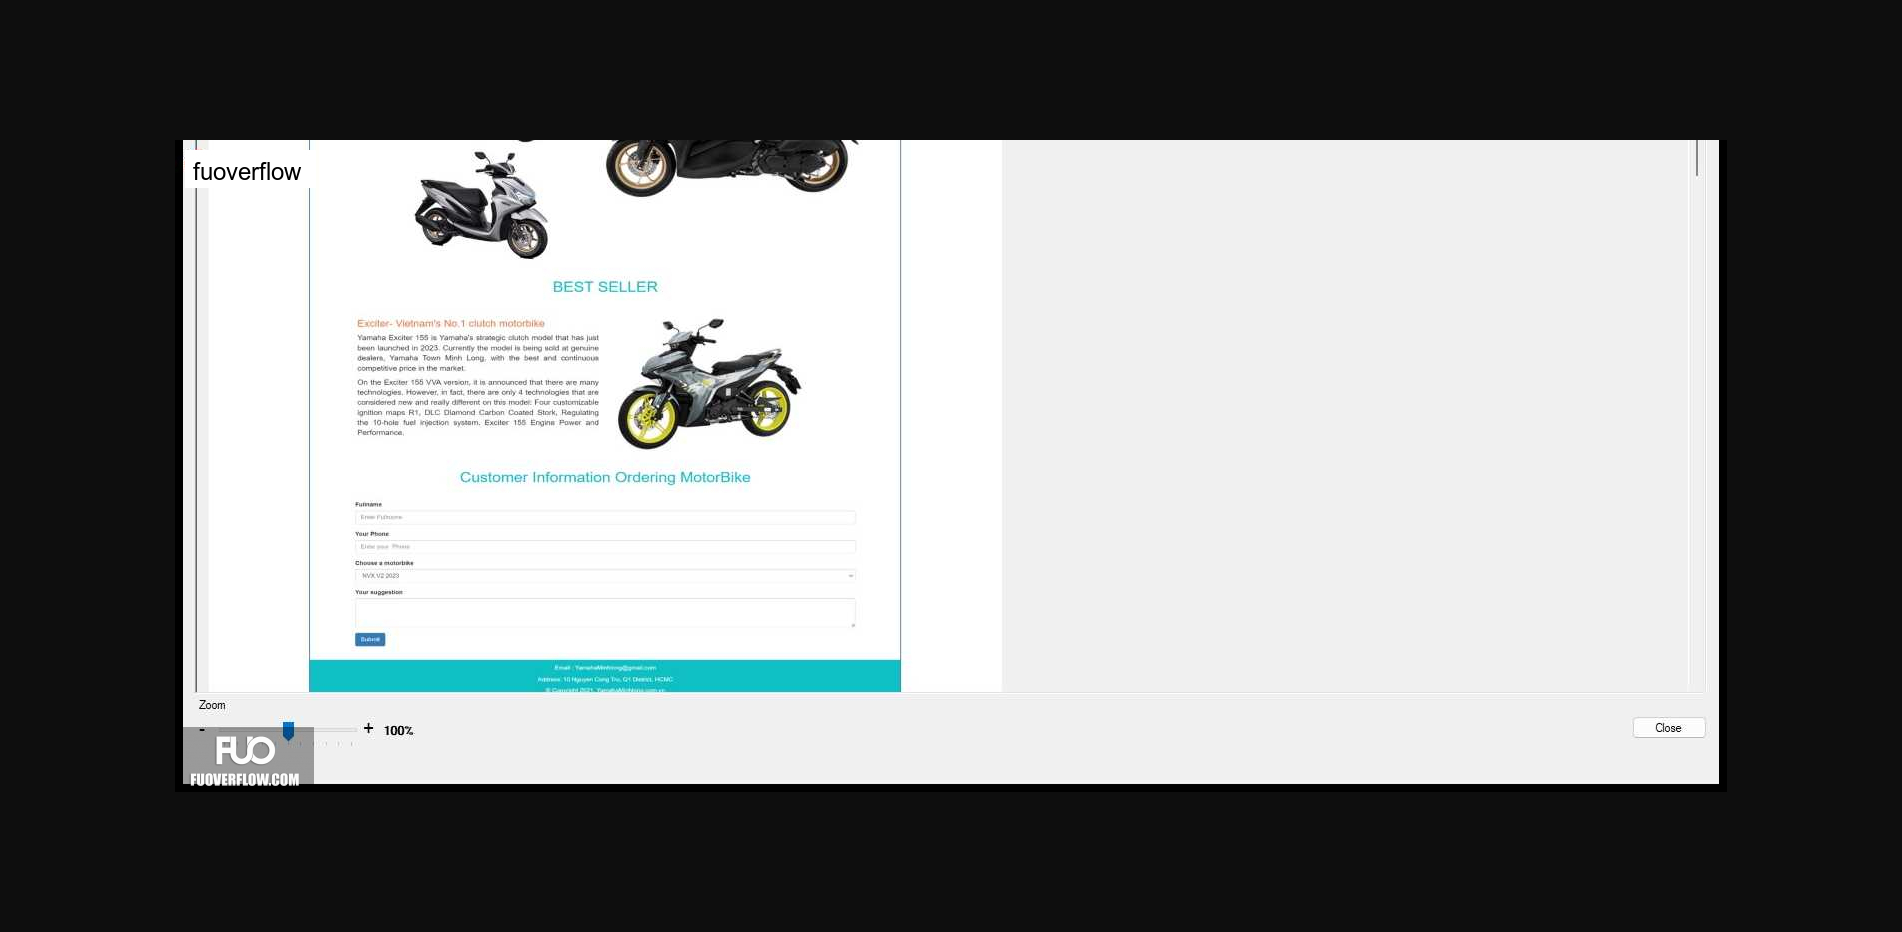 fuoverflow
BEST SELLER
Exciter- Vietnam's No.1 clutch motorbike
Yamaha Exciter 155 is Yamaha's strategic clutch model that has just
been launched in 2023. Currently the model is being sold at genuine
dealers, Yamaha Town Minh Long, with the best and continuous
competitive price in the market.
On the Exciter 155 VVA version, it is announced that there are many
technologies. However, in fact, there are only 4 technologies that are
considered new and really different on this model: Four customizable
ignition maps R1, DLC Diamond Carbon Coated Stork, Regulating
the 10-hole fuel injection system. Exciter 155 Engine Power and
Performance.
Customer Information Ordering MotorBike
Fullname
Enter Fullname
Your Phone
Enter your Phone
Choose a motorbike
NVX V2 2023
Your suggestion
Submit
Email : YamahaMinhlong@gmail.com
Address: 10 Nguyen Cong Tru, Q1 District, HCMC
© Copyright 2021. YamahaMinhlong.com.vn
Zoom
- + 100%
Close
FUO
FUOVERFLOW.COM